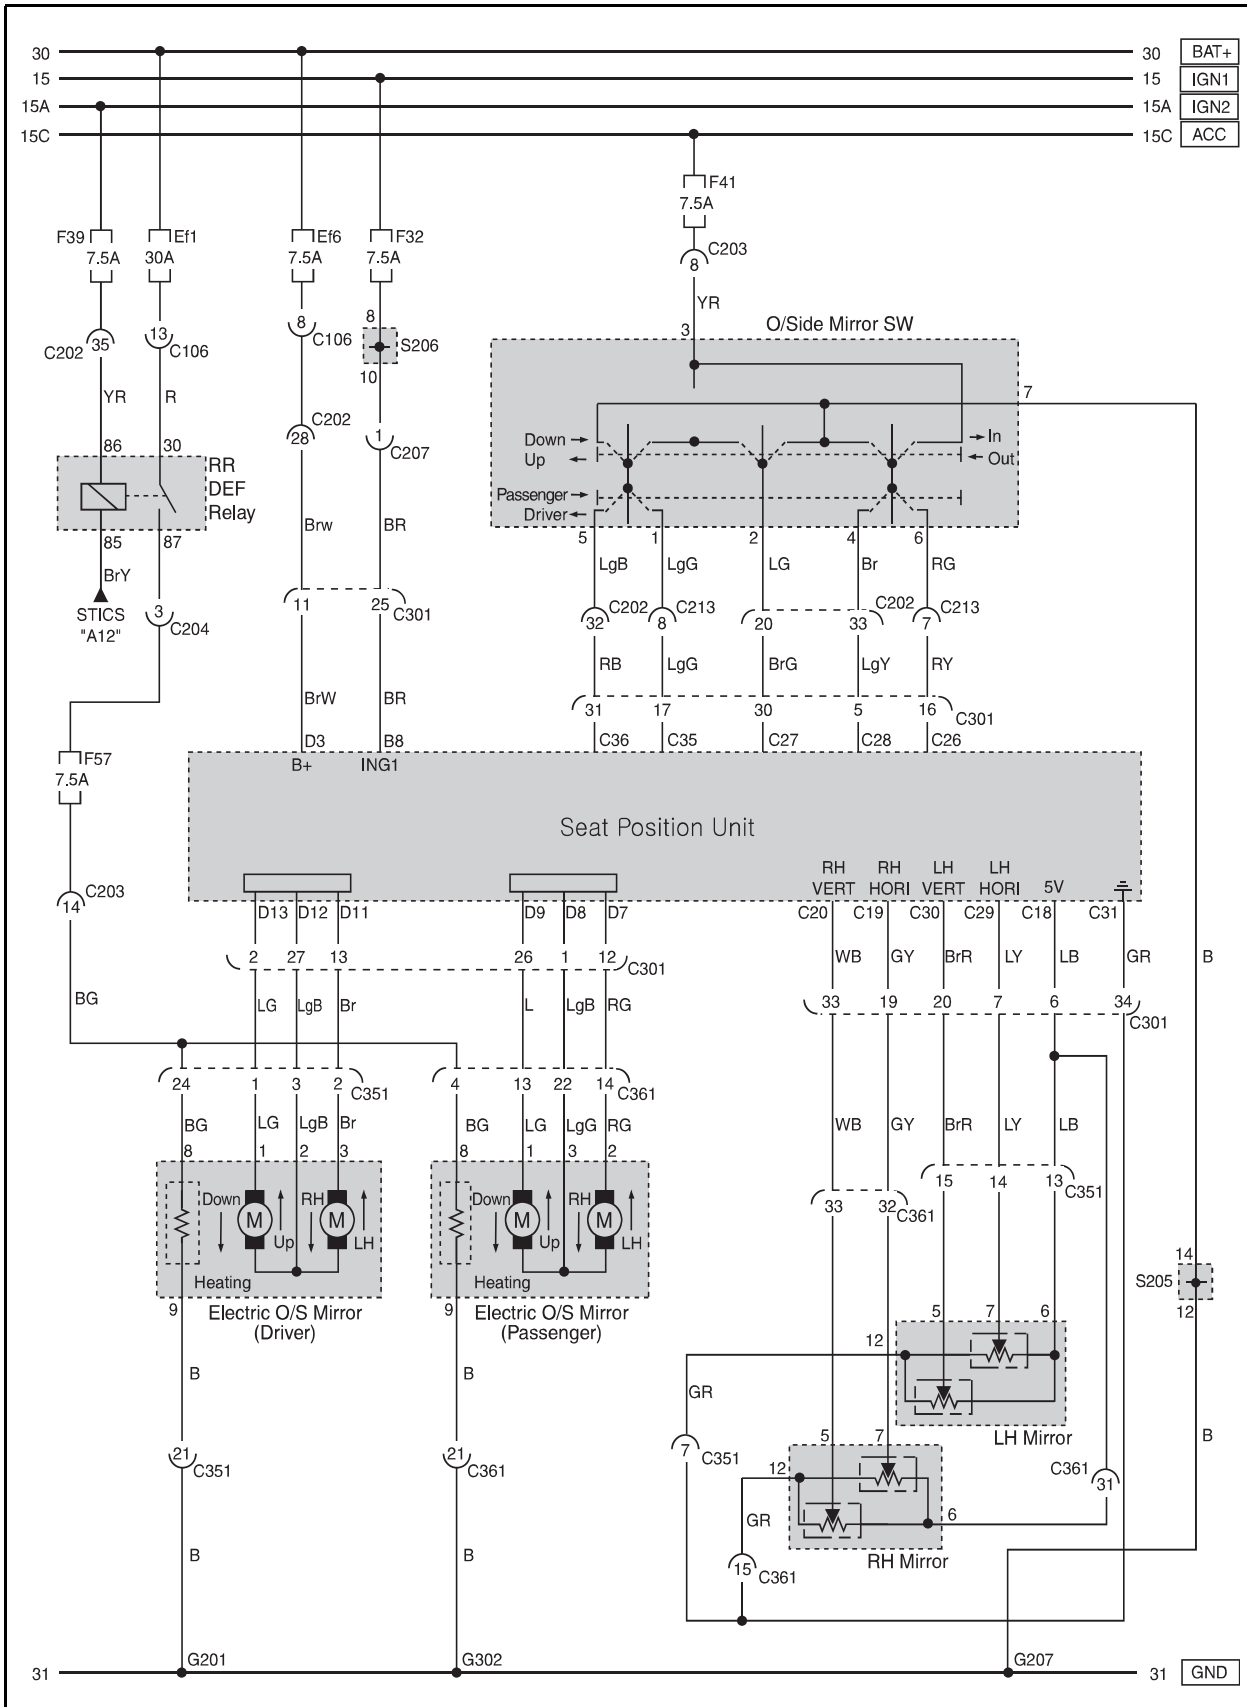 30 30 BAT+
15 15 IGN1
15A 15A IGN2
15C 15C ACC
F41
7.5A
F39 Ef1 Ef6 F32
7.5A 30A 7.5A 7.5A
C203
8
YR
8 13 8
35 C202 C106 C106 S206
3 O/Side Mirror SW
10
YR R
C202
28 1
C207
7
86 30
RR
DEF
Relay
Down In
Up Out
Passenger
Driver
85 87
Brw BR
5 1 2 4 6
BrY
LgB LgG LG Br RG
STICS
"A12"
3
C204
11 25 C301
C202 C213 C202 C213
32 8 20 33 7
RB LgG BrG LgY RY
BrW BR
31 17 30 5 16 C301
D3 B8 C36 C35 C27 C28 C26
B+ ING1
F57
7.5A
Seat Position Unit
RH RH LH LH
VERT HORI VERT HORI 5V
C203
14
D13 D12 D11 D9 D8 D7 C20 C19 C30 C29 C18 C31
2 27 13 26 1 12 C301
WB GY BrR LY LB GR B
BG
LG LgB Br L LgB RG
33 19 20 7 6 34
C301
24 1 3 2 C351 4 13 22 14 C361
BG LG LgB Br BG LG LgG RG
WB GY BrR LY LB
8 1 2 3 8 1 3 2
15 14 13 C351
33 32 C361
Down RH Down RH
M M M M
Up LH Up LH
Heating Heating
14
S205
12
9 Electric O/S Mirror 9 Electric O/S Mirror
(Driver) (Passenger)
5 7 6
12
B B
GR
B
LH Mirror
5 7
7 C351
21 21
C351 C361
C361
31
12
6
GR
RH Mirror
B B
15 C361
G201 G302 G207
31 31 GND